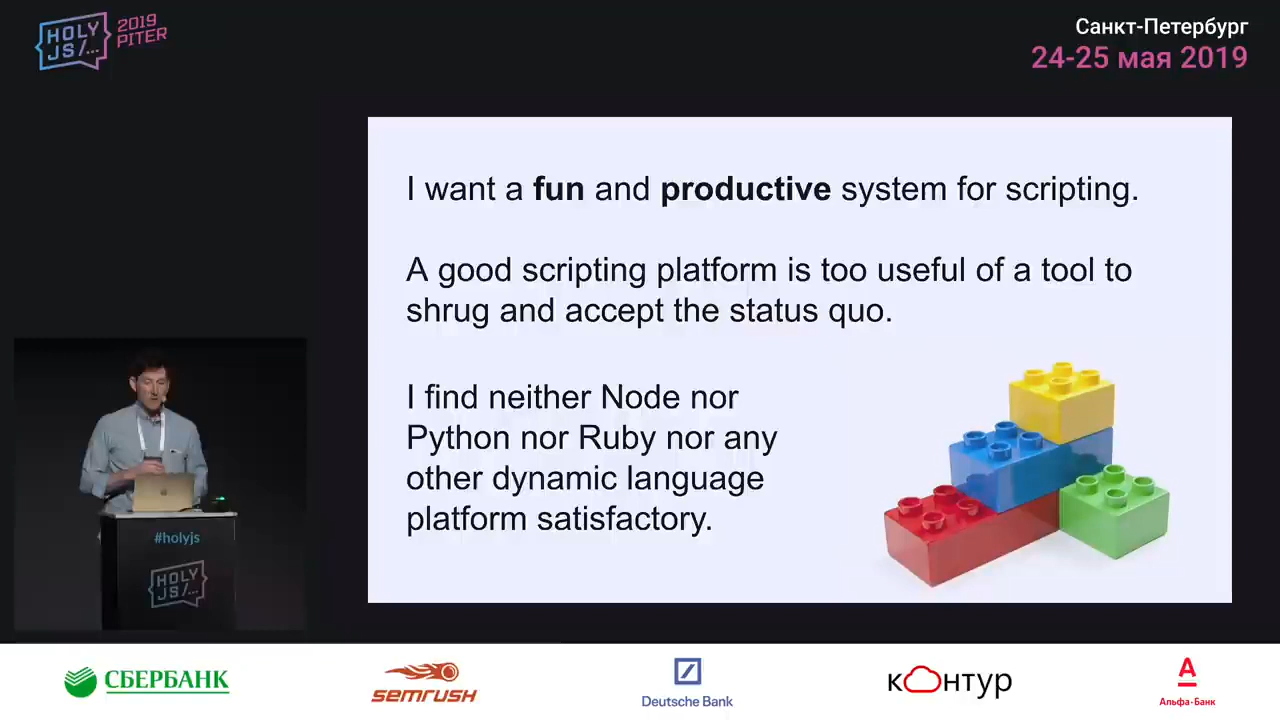 HOLY
JS/...
2019
PITER
Санкт-Петербург
24-25 мая 2019
I want a fun and productive system for scripting.
A good scripting platform is too useful of a tool to
shrug and accept the status quo.
I find neither Node nor
Python nor Ruby nor any
other dynamic language
platform satisfactory.
#holyjs
HOLY
JS/...
СБЕРБАНК
semrush
Deutsche Bank
контур
А
Альфа·Банк